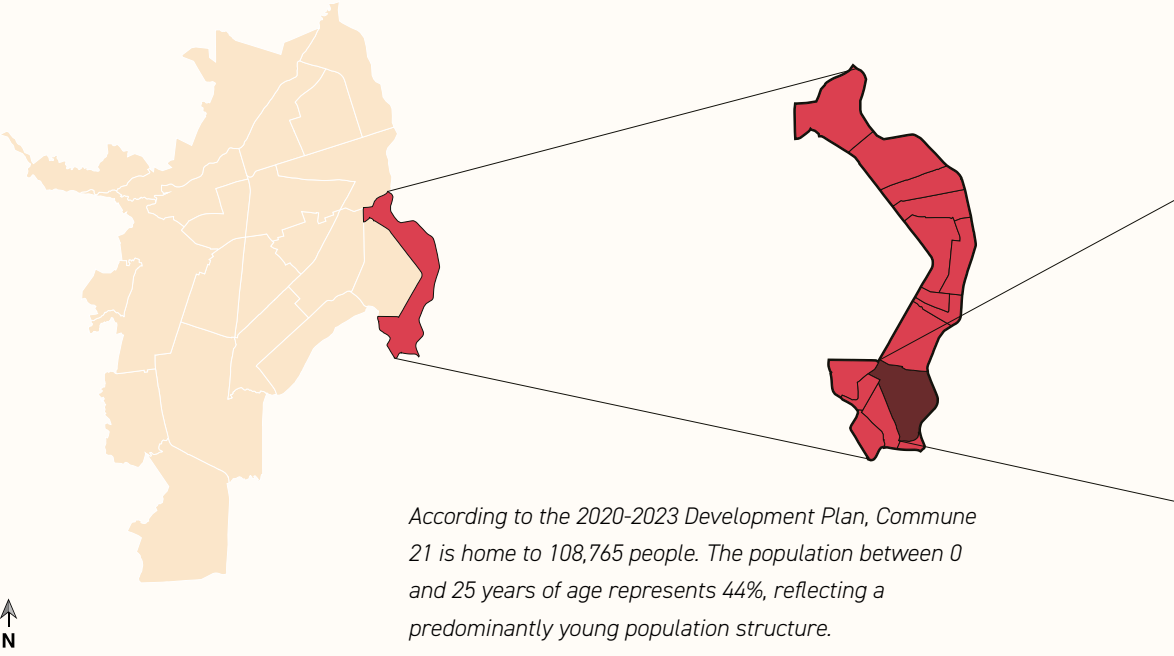 According to the 2020-2023 Development Plan, Commune
21 is home to 108,765 people. The population between 0
and 25 years of age represents 44%, reflecting a
predominantly young population structure.
N